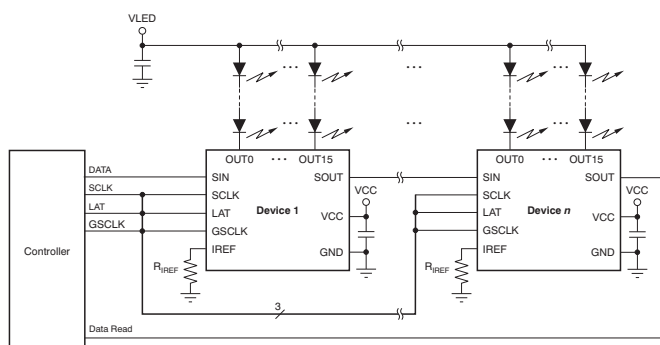 VLED
OUT0 ... OUT15
OUT0 ... OUT15
DATA
SCLK
LAT
GSCLK
Controller
Data Read
SIN
SCLK
LAT
GSCLK
IREF
Device 1
SOUT
VCC
GND
VCC
RIREF
3
SIN
SCLK
LAT
GSCLK
IREF
Device n
SOUT
VCC
GND
VCC
RIREF